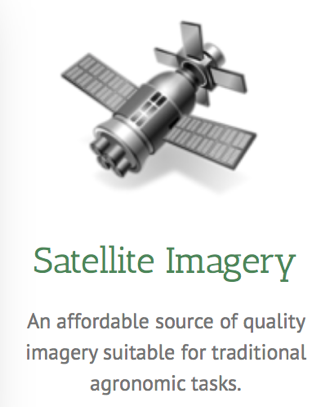 Satellite Imagery
An affordable source of quality
imagery suitable for traditional
agronomic tasks.